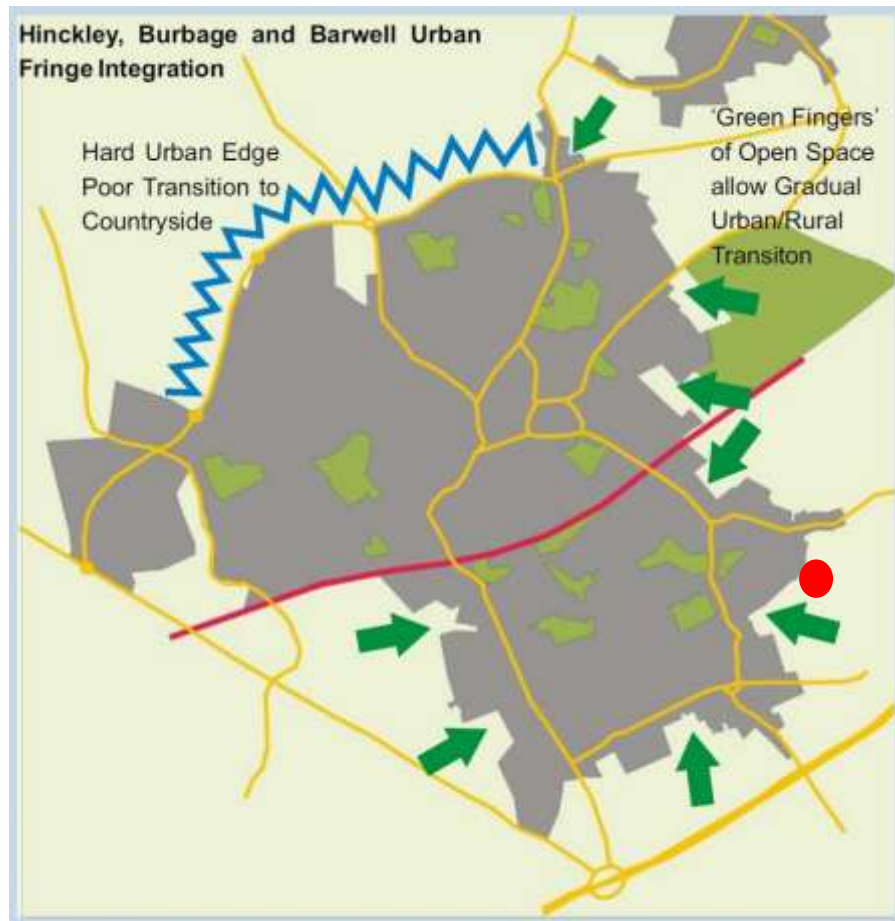 Hinckley, Burbage and Barwell Urban
Fringe Integration
Hard Urban Edge
Poor Transition to
Countryside
'Green Fingers'
of Open Space
allow Gradual
Urban/Rural
Transiton